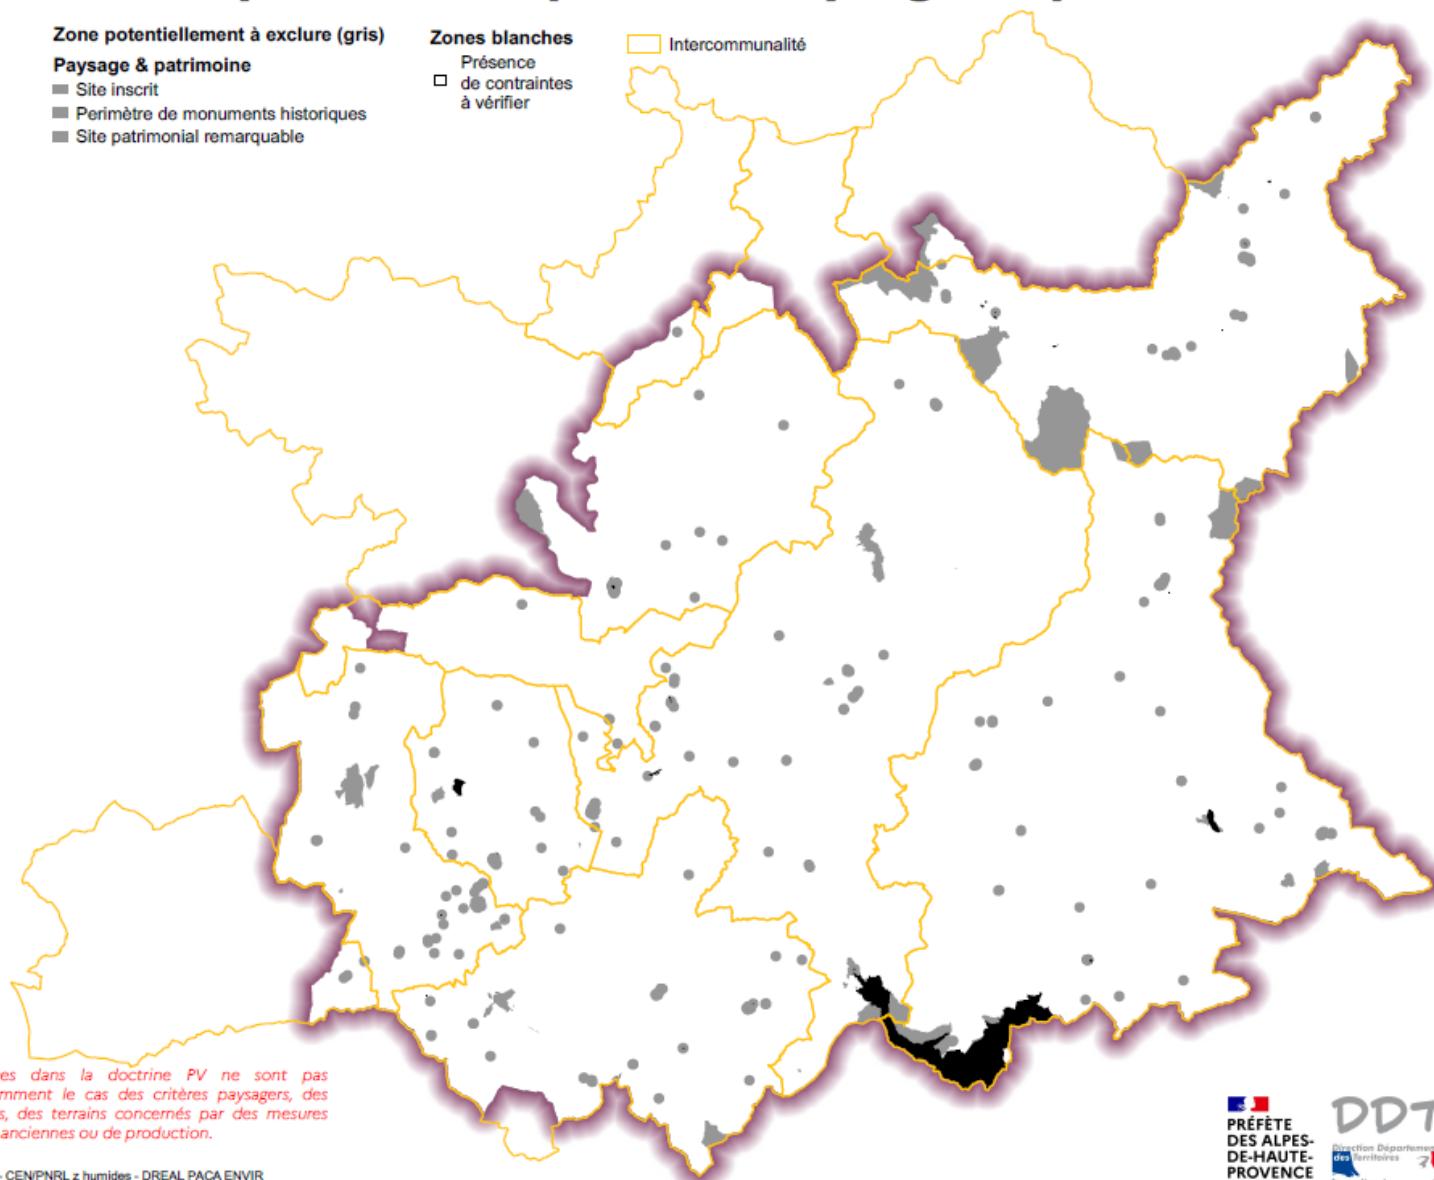 Zone potentiellement à exclure (gris)
Paysage & patrimoine
Site inscrit
Perimètre de monuments historiques
Site patrimonial remarquable
Zones blanches
Présence
de contraintes
à vérifier
Intercommunalité
dans la doctrine PV ne sont pas
le cas des critères paysagers, des
des terrains concernés par des mesures
anciennes ou de production.
- CEN/PNRL z humides - DREAL PACA ENVIR
PRÉFÈTE
DES ALPES-
DE-HAUTE-
PROVENCE
DDT
Direction
des Territoires